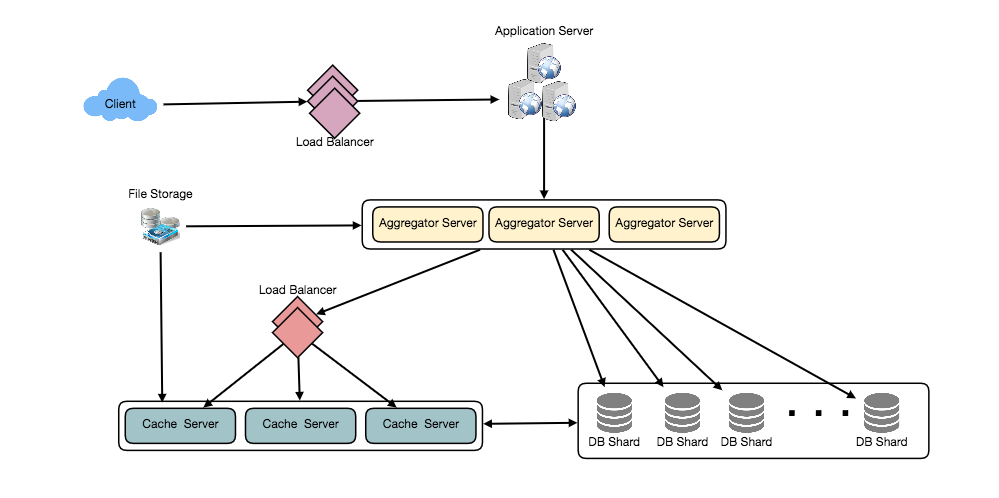 Application Server
Client
Load Balancer
File Storage
Aggregator Server
Aggregator Server
Aggregator Server
Load Balancer
Cache  Server
Cache  Server
Cache  Server
DB Shard
DB Shard
DB Shard
DB Shard